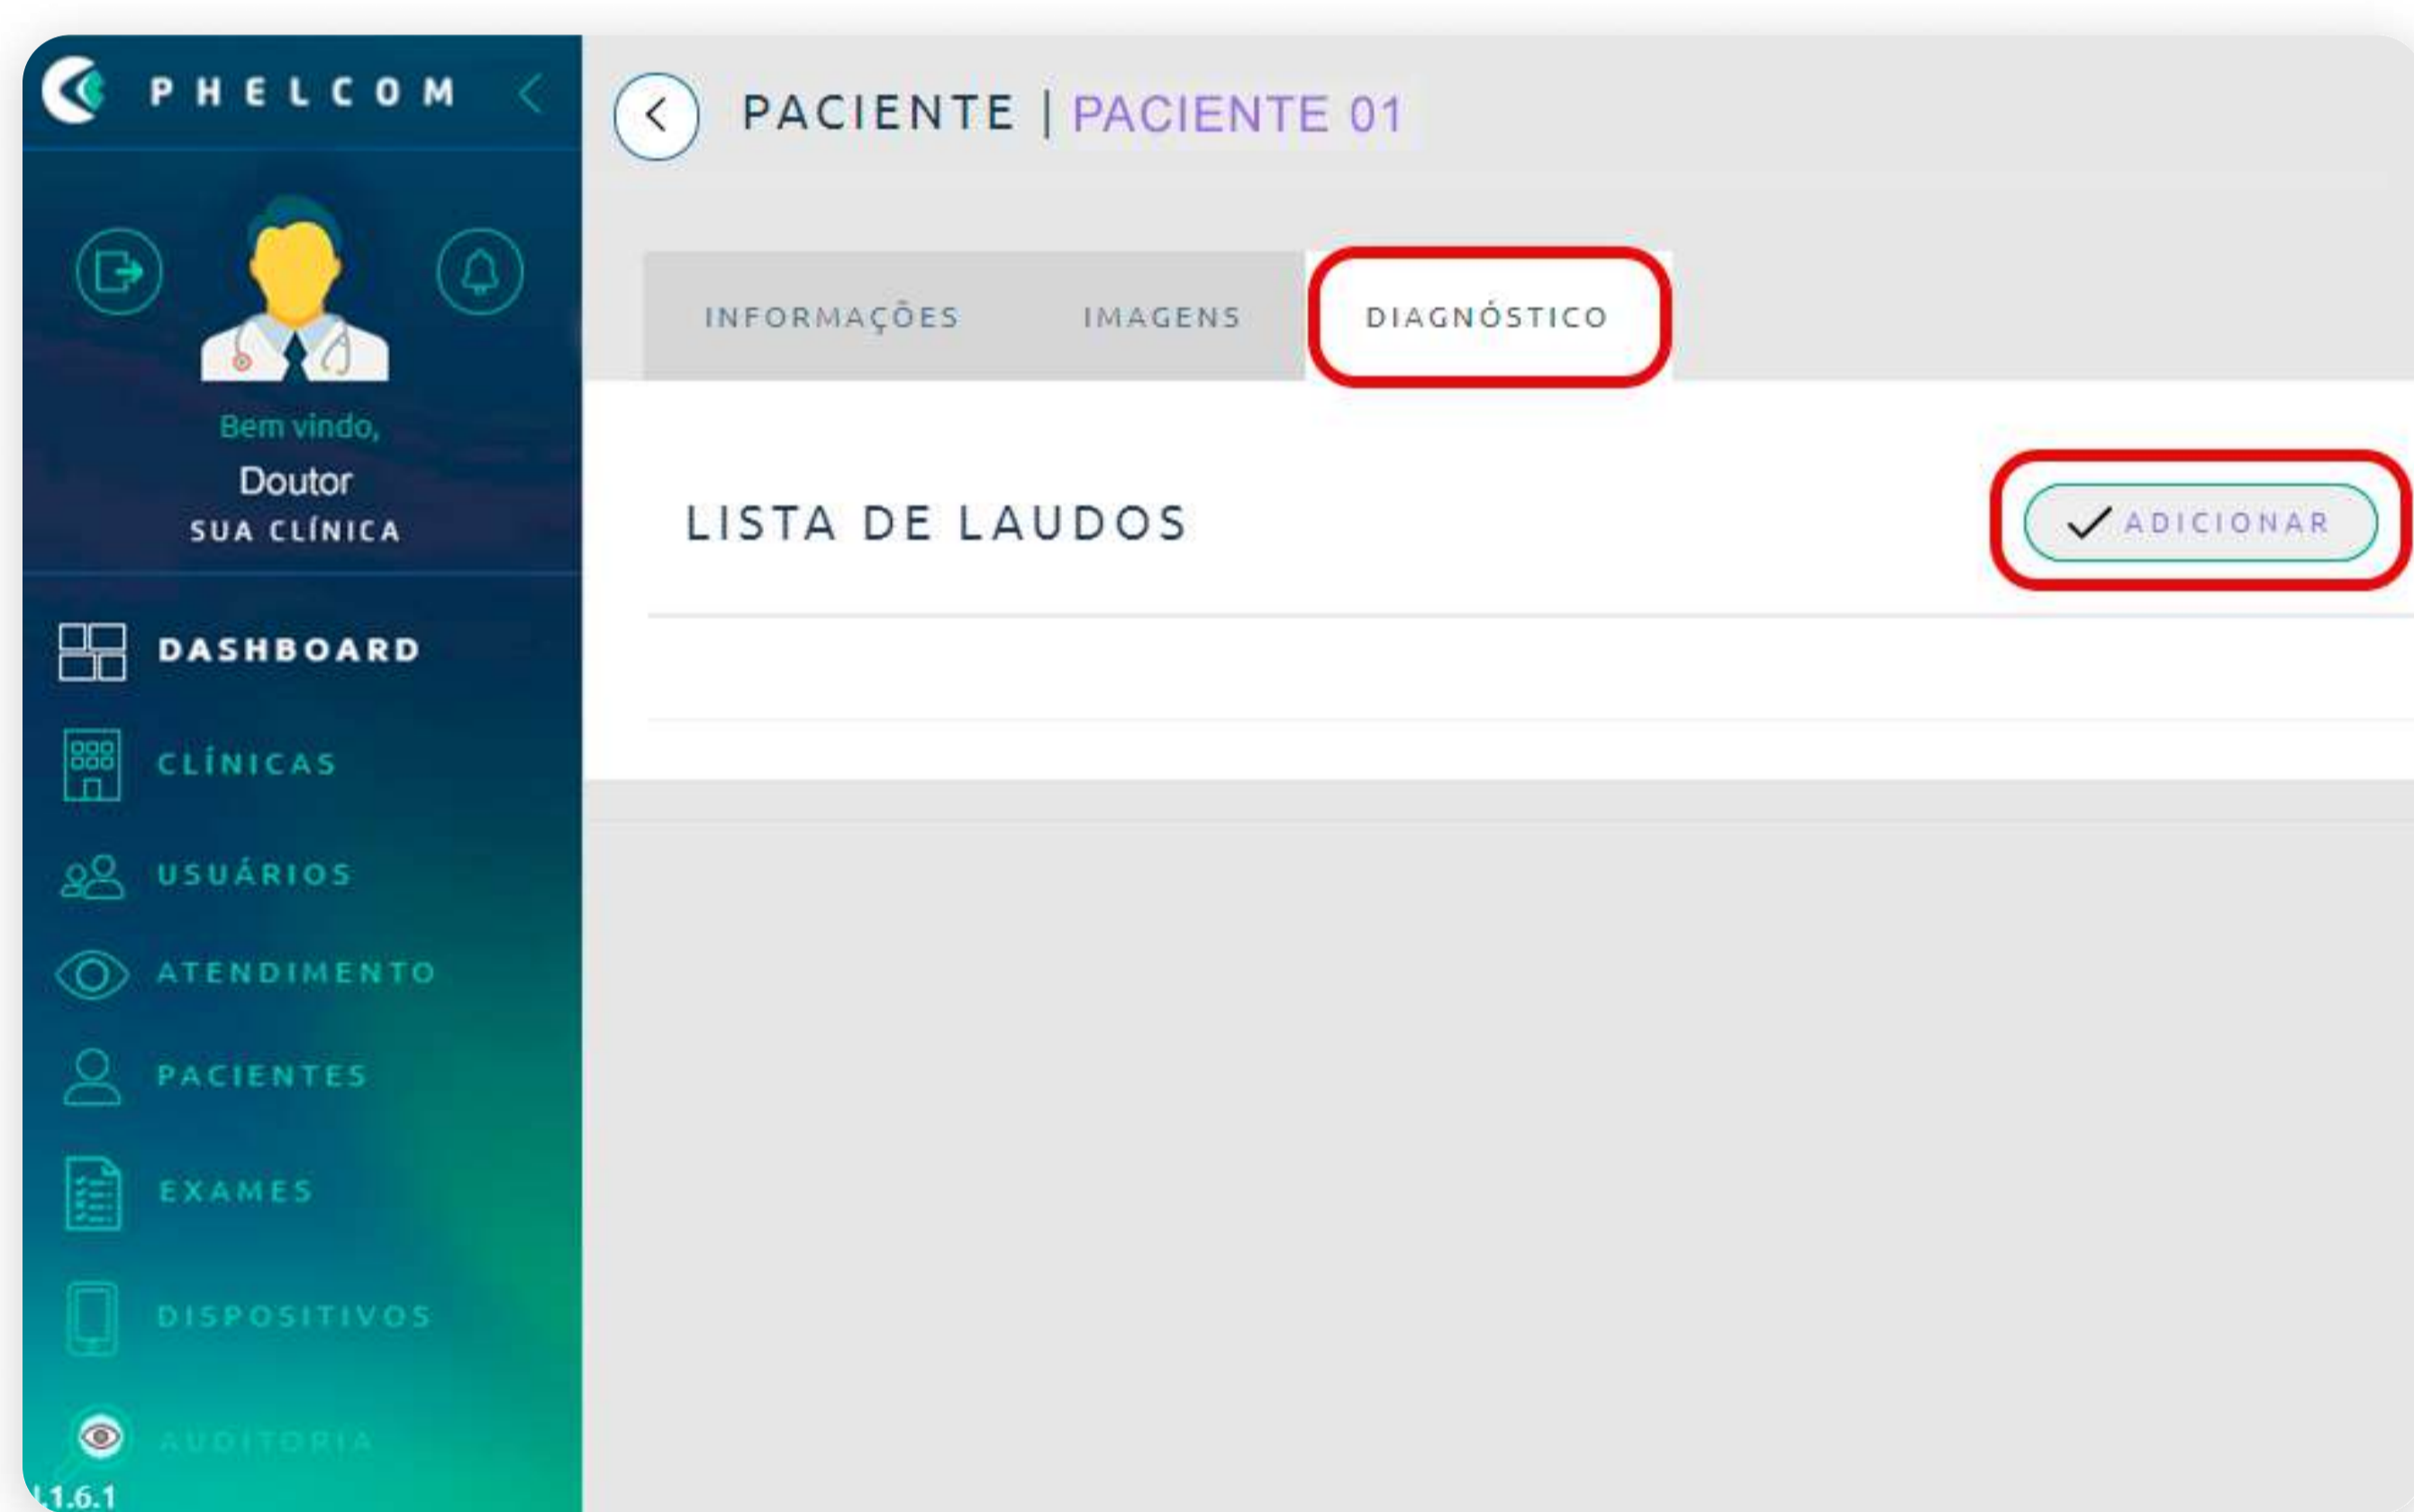 PHELCOM
Bem vindo,
Doutor
SUA CLÍNICA
DASHBOARD
CLÍNICAS
USUÁRIOS
ATENDIMENTO
PACIENTES
EXAMES
DISPOSITIVOS
AUDITORIA
1.6.1
PACIENTE | PACIENTE 01
INFORMAÇÕES IMAGENS DIAGNÓSTICO
LISTA DE LAUDOS
ADICIONAR